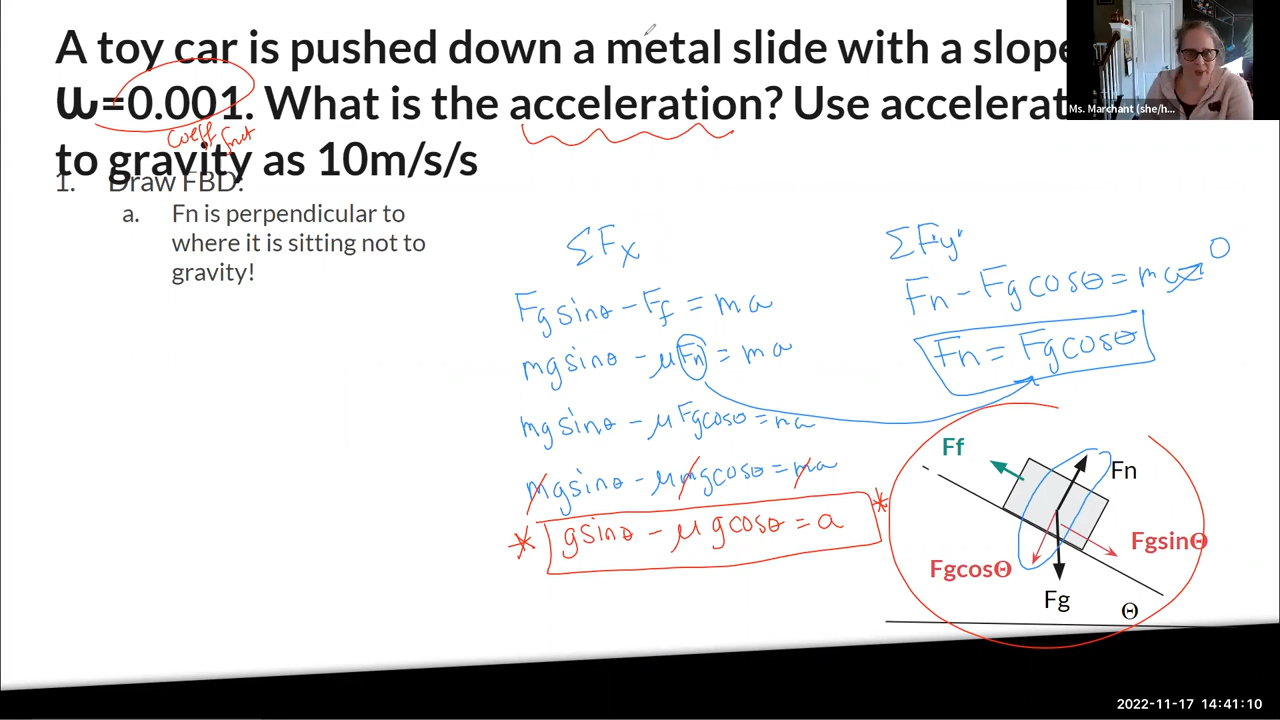 A toy car is pushed down a metal slide with a slope
µ=0.001. What is the acceleration? Use accelerat
to gravity as 10m/s/s
coeff frict
Ms. Marchant (she/h...
1. Draw FBD:
a. Fn is perpendicular to
where it is sitting not to
gravity!
ΣFx
Fgsinθ - Ff = ma
mgsinθ - μFn = ma
mgsinθ - μFgcosθ = ma
mgsinθ - μmgcosθ = ma
* gsinθ - μgcosθ = a *
ΣFy
Fn - Fgcosθ = ma 0
Fn = Fgcosθ
Ff
Fn
FgsinΘ
FgcosΘ
Fg
Θ
2022-11-17 14:41:10